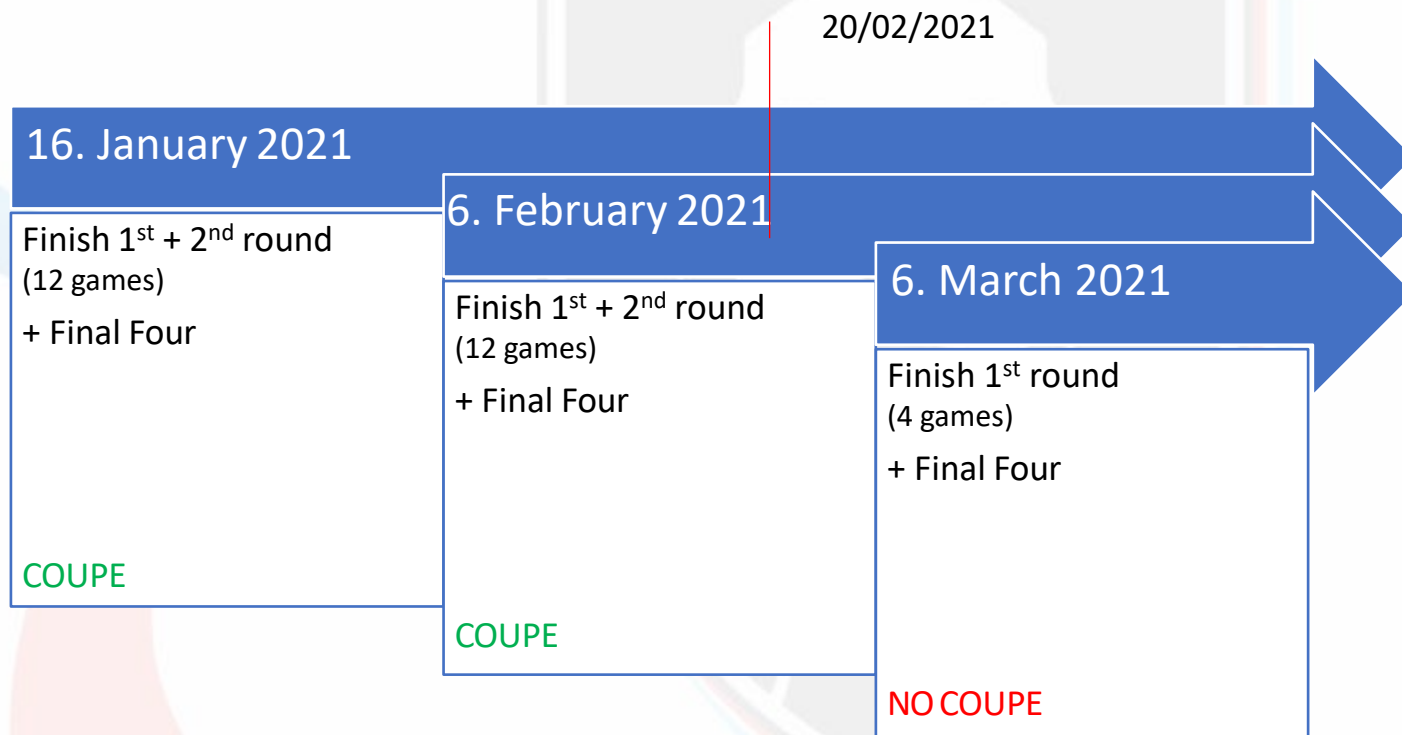 20/02/2021
16. January 2021
Finish 1st + 2nd round
(12 games)
+ Final Four
COUPE
6. February 2021
Finish 1st + 2nd round
(12 games)
+ Final Four
COUPE
6. March 2021
Finish 1st round
(4 games)
+ Final Four
NO COUPE